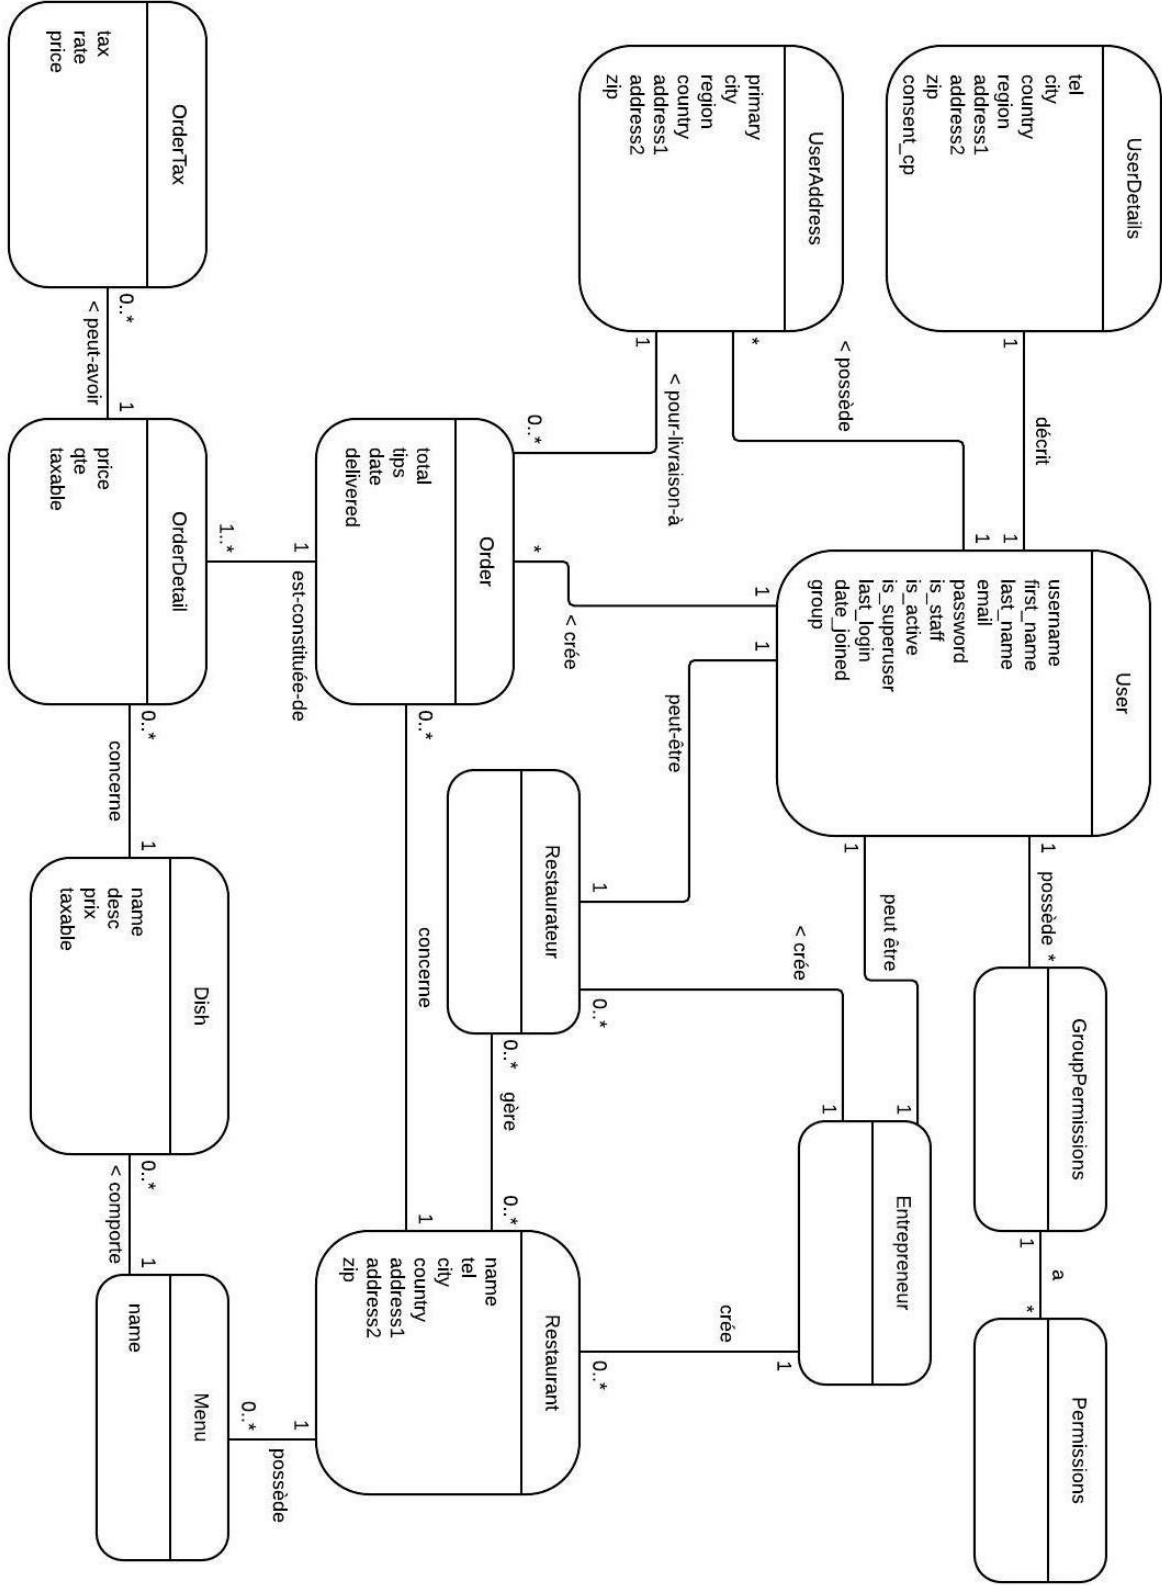 UserDetails
tel
city
country
region
address1
address2
zip
consent_cp
1
décrit
1
User
username
first_name
last_name
email
password
is_staff
is_active
is_superuser
last_login
date_joined
group
1
possède
*
GroupPermissions
1
a
*
Permissions
UserAddress
primary
city
region
country
address1
address2
zip
*
< possède
1
1
< pour-livraison-à
0..*
1
peut être
1
Entrepreneur
1
< crée
*
1
peut-être
1
1
< crée
0..*
1
crée
0..*
Order
total
tips
date
delivered
Restaurateur
0..*
gère
0..*
Restaurant
name
tel
city
country
address1
address2
zip
0..*
concerne
1
1
est-constituée-de
1..*
1
possède
0..*
OrderTax
tax
rate
price
0..*
< peut-avoir
1
OrderDetail
price
qte
taxable
0..*
concerne
1
Dish
name
desc
prix
taxable
0..*
< comporte
1
Menu
name